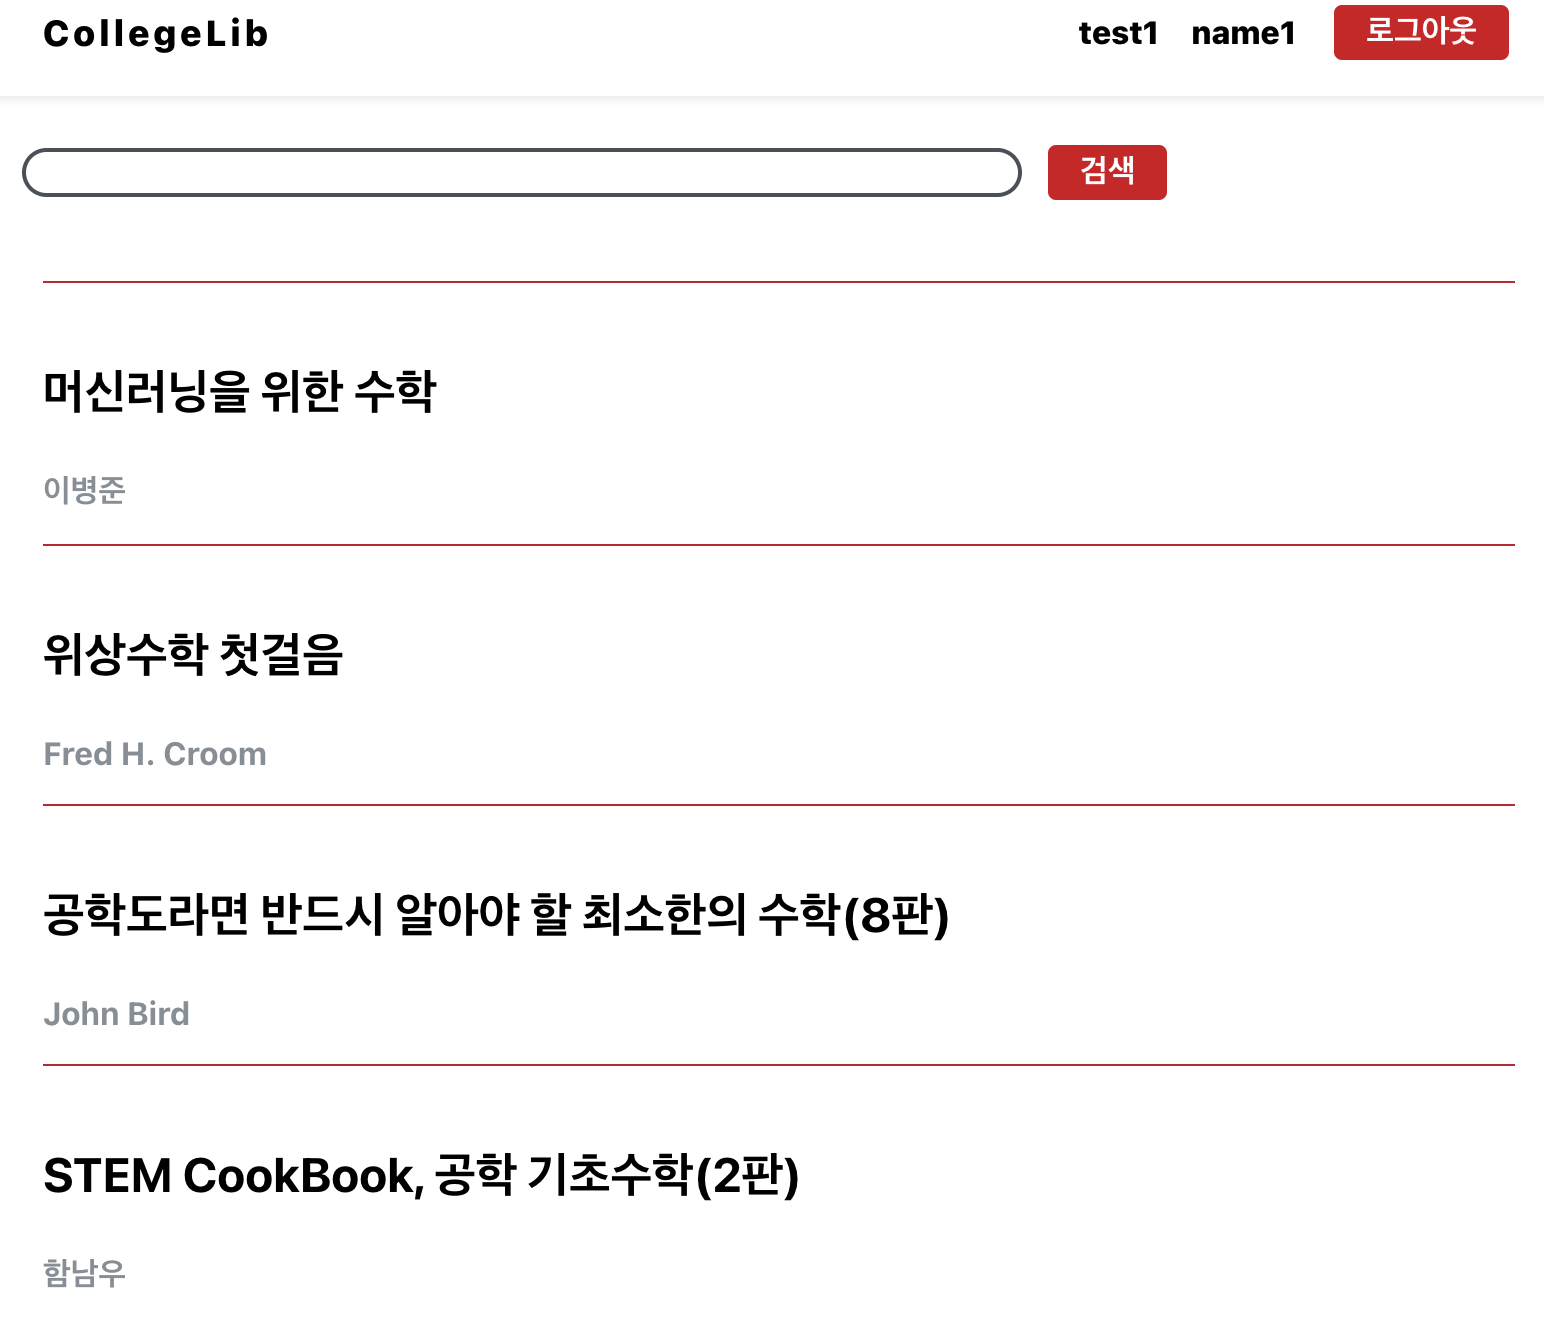 CollegeLib
test1 name1 로그아웃
검색
머신러닝을 위한 수학
이병준
위상수학 첫걸음
Fred H. Croom
공학도라면 반드시 알아야 할 최소한의 수학(8판)
John Bird
STEM CookBook, 공학 기초수학(2판)
함남우